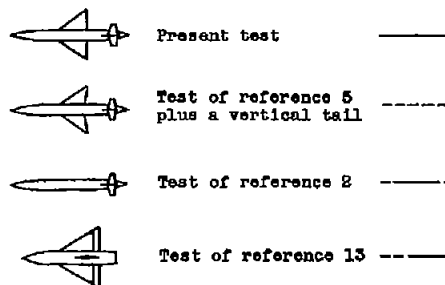 Present test
Test of reference 5
plus a vertical tail
Test of reference 2
Test of reference 13